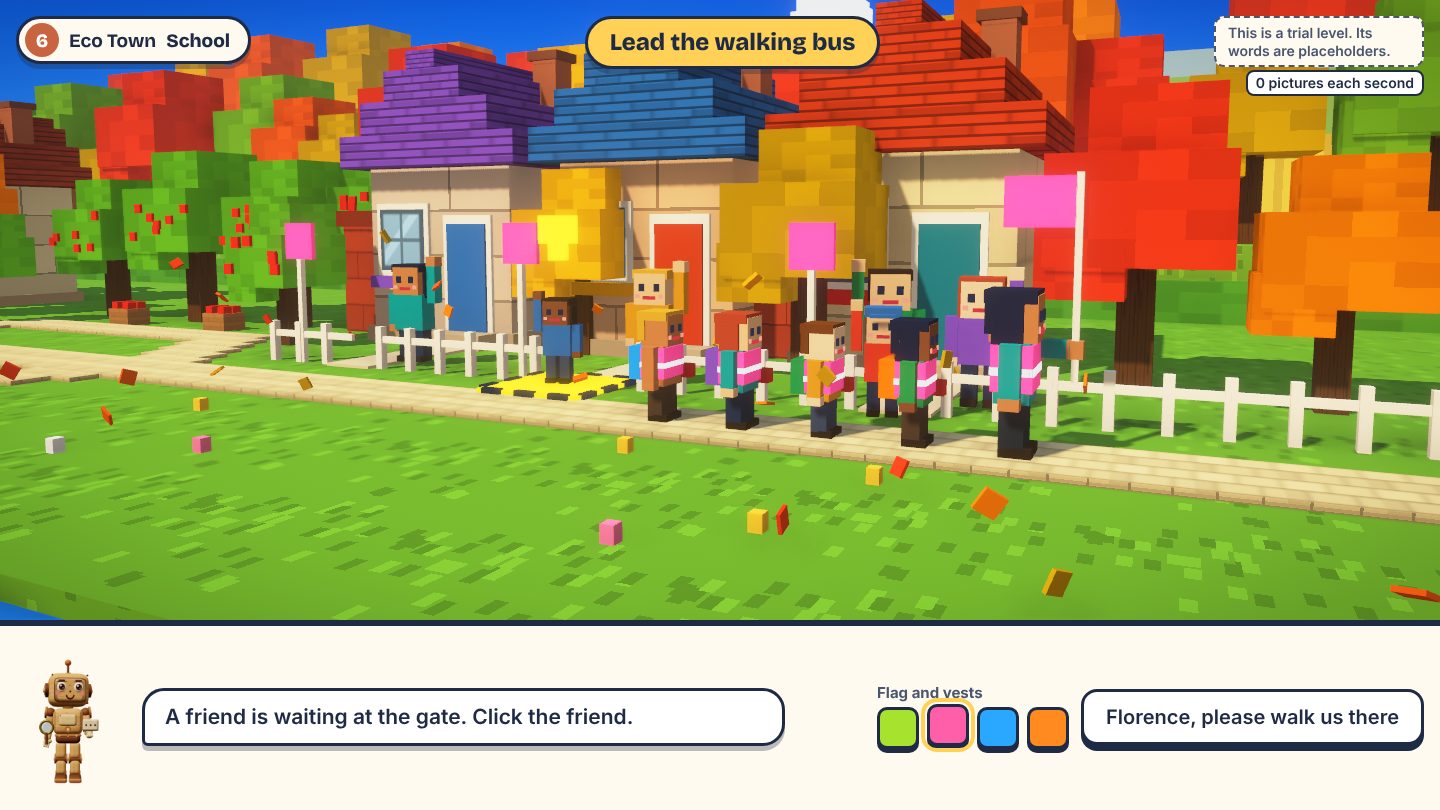 6 Eco Town School
Lead the walking bus
This is a trial level. Its
words are placeholders.
0 pictures each second
A friend is waiting at the gate. Click the friend.
Flag and vests
Florence, please walk us there